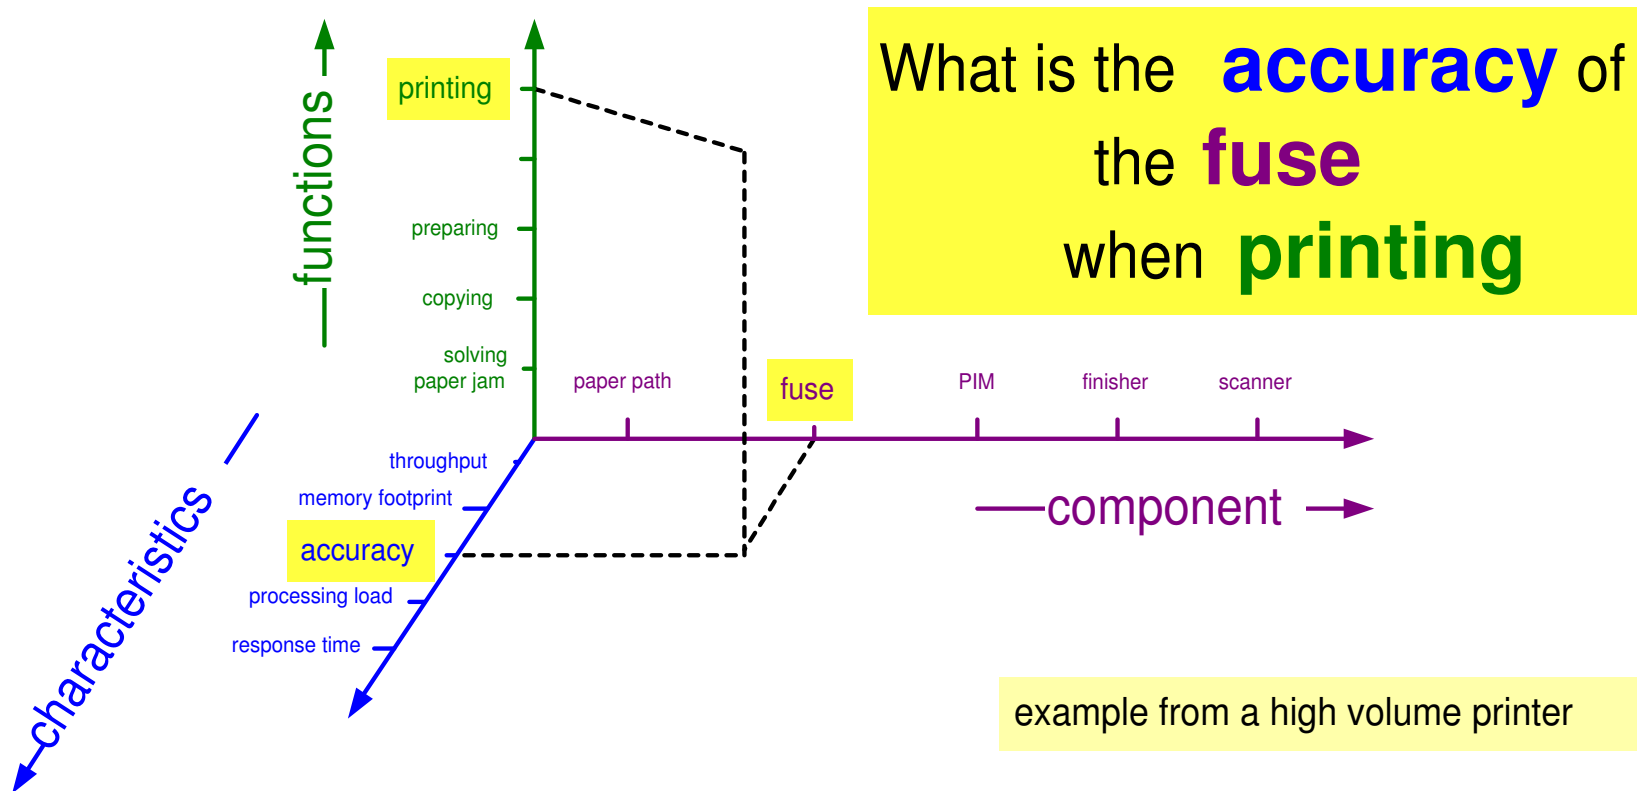 What is the accuracy of
the fuse
when printing
functions
printing
preparing
copying
solving
paper jam
paper path
fuse
PIM
finisher
scanner
component
throughput
memory footprint
accuracy
processing load
response time
characteristics
example from a high volume printer